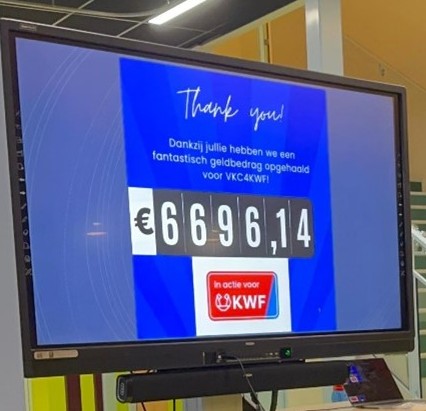 Thank you!
Dankzij jullie hebben we een
fantastisch geldbedrag opgehaald
voor VKC4KWF!
€6696,14
In actie voor
KWF